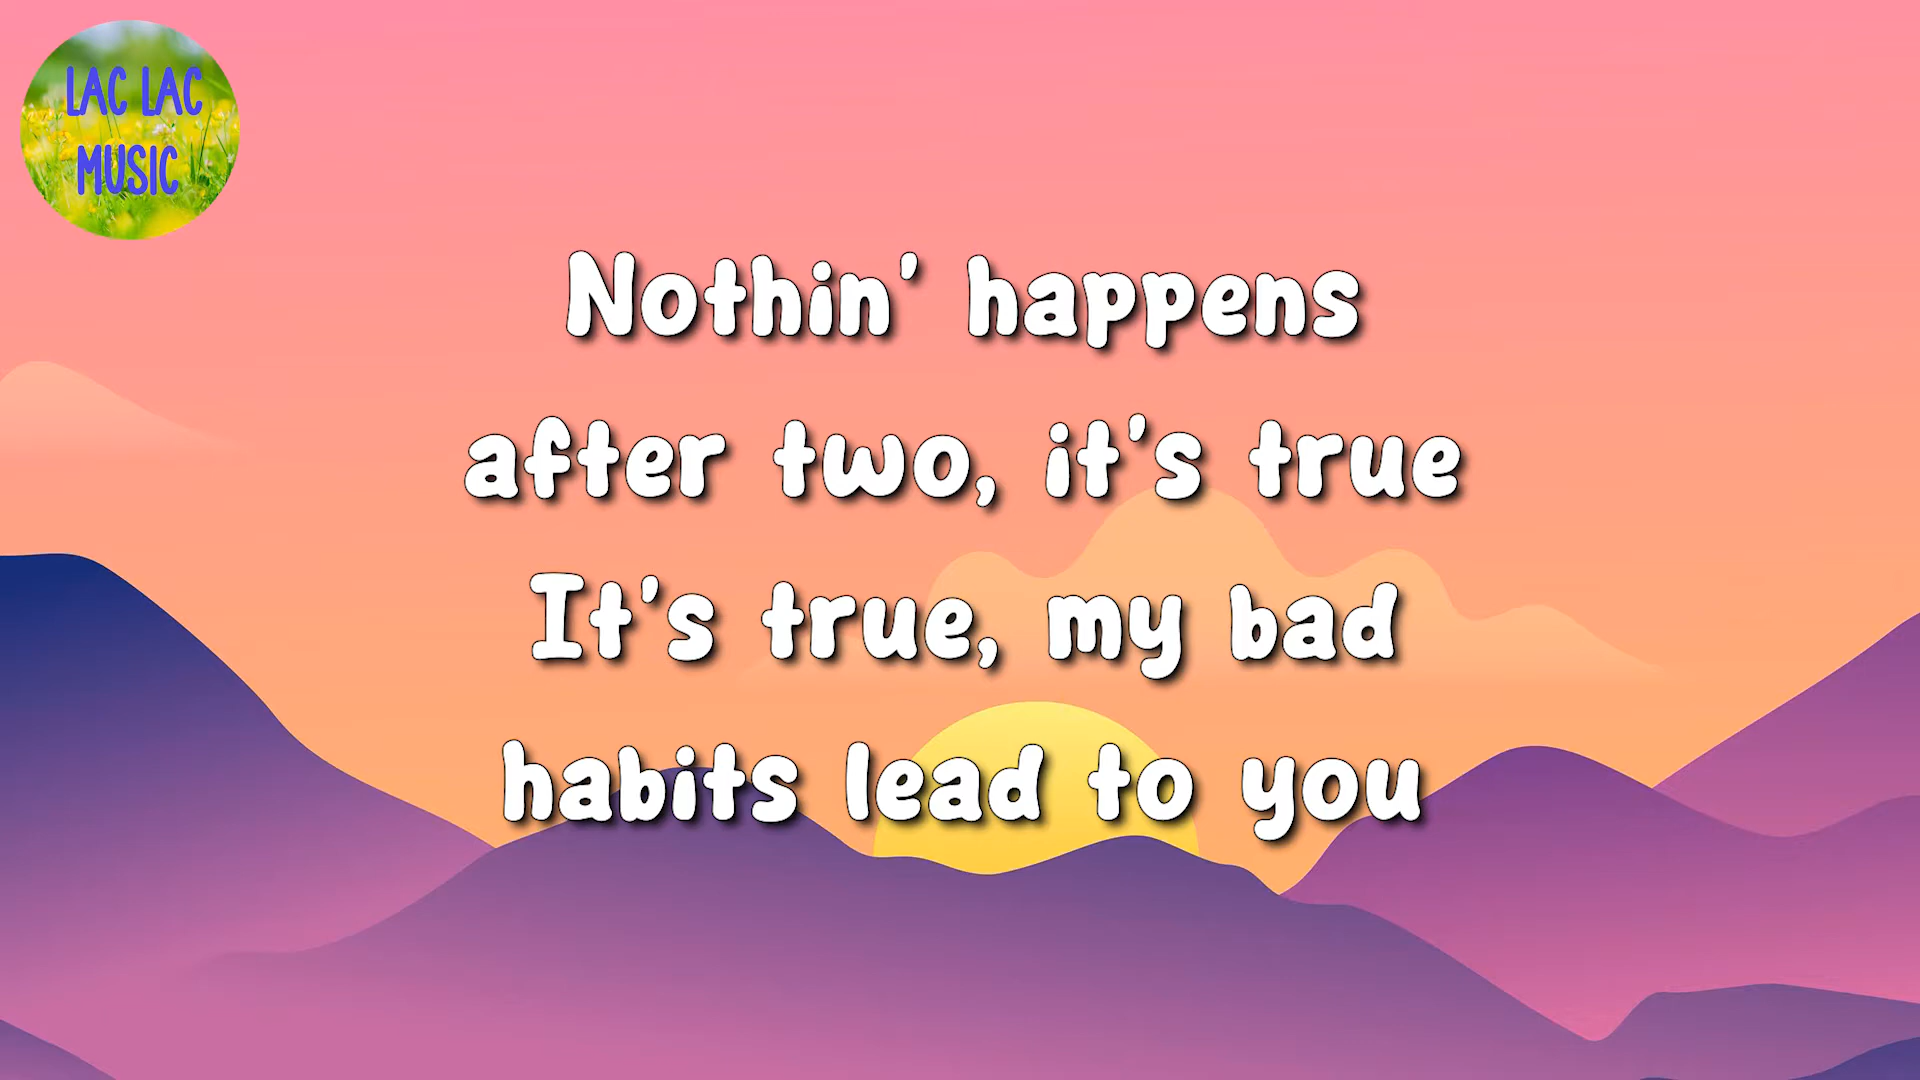 LAC LAC
MUSIC
Nothin' happens
after two, it's true
It's true, my bad
habits lead to you